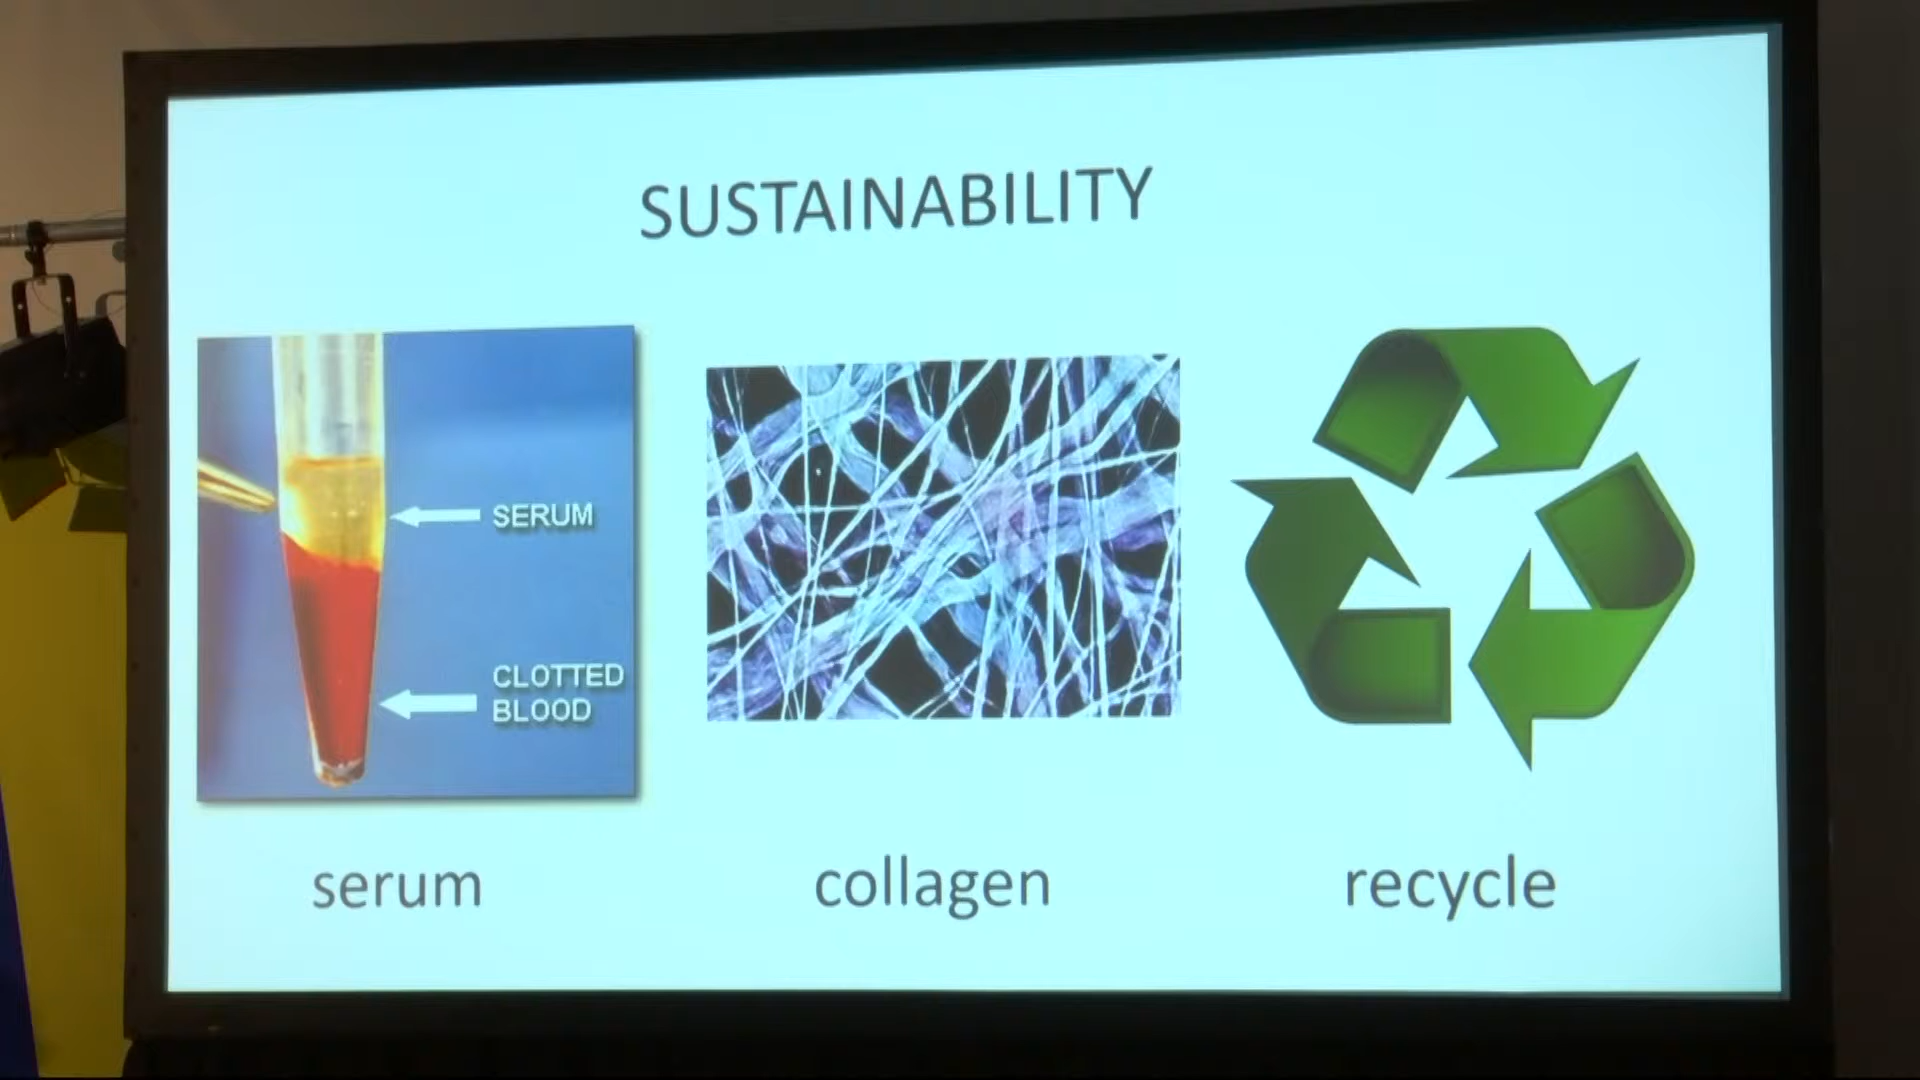 SUSTAINABILITY
SERUM
CLOTTED
BLOOD
serum
collagen
recycle